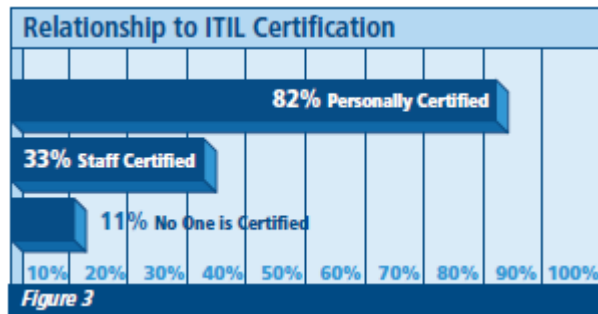 Relationship to ITIL Certification
82% Personally Certified
33% Staff Certified
11% No One is Certified
10% 20% 30% 40% 50% 60% 70% 80% 90% 100%
Figure 3